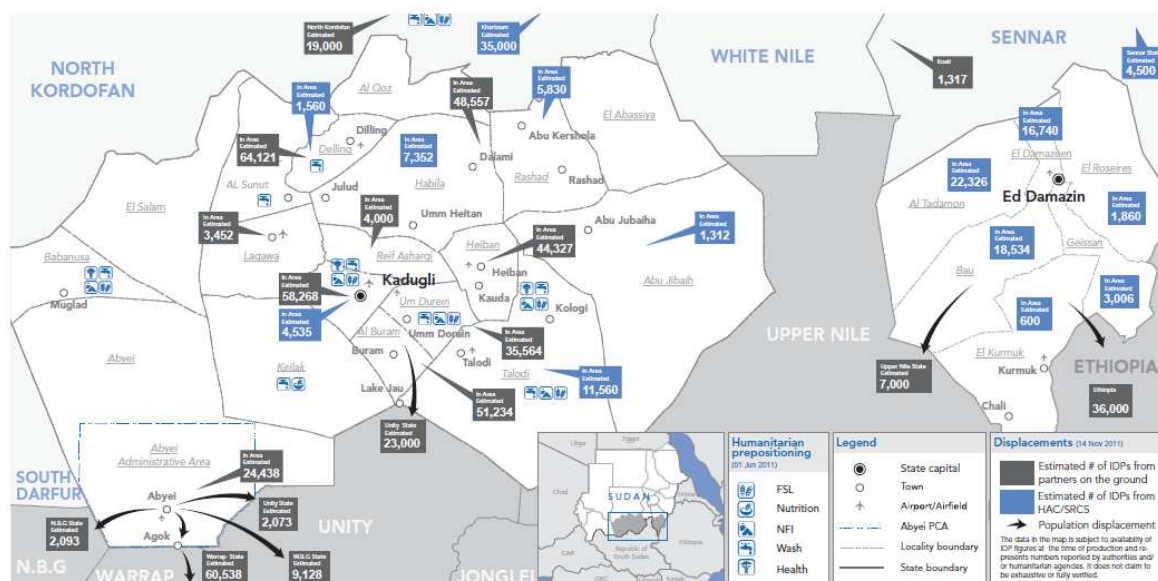 North Kordofan
Estimated
19,000
Khartoum
Estimated
35,000
NORTH
KORDOFAN
WHITE NILE
SENNAR
Kosti
1,317
Sennar State
Estimated
4,500
In Area
Estimated
1,560
Al Qoz
In Area
Estimated
48,557
In Area
Estimated
5,830
El Abassiya
In Area
Estimated
16,740
Dilling
Delling
In Area
Estimated
64,121
In Area
Estimated
7,352
Abu Kershola
Dalami
Rashad
Rashad
El Damazeen
El Roseires
In Area
Estimated
22,326
Ed Damazin
Al Tadamon
AL Sunut
Julud
Habila
El Salam
In Area
Estimated
4,000
Umm Heitan
Abu Jubaiha
In Area
Estimated
1,312
In Area
Estimated
1,860
In Area
Estimated
3,452
Lagawa
Heiban
In Area
Estimated
44,327
In Area
Estimated
18,534
Geissan
Babanusa
Reif Ashargi
Kadugli
Heiban
Abu Jibaih
Bau
Muglad
In Area
Estimated
58,268
Um Durein
Kauda
Kologi
In Area
Estimated
3,006
In Area
Estimated
4,535
Al Buram
Umm Dorein
In Area
Estimated
35,564
In Area
Estimated
600
UPPER NILE
Buram
Talodi
Talodi
Abyei
Keilak
In Area
Estimated
11,560
El Kurmuk
Kurmuk
ETHIOPIA
Upper Nile State
Estimated
7,000
Ethiopia
36,000
Lake Jau
In Area
Estimated
51,234
Chali
Unity State
Estimated
23,000
Abyei
Administrative Area
In Area
Estimated
24,438
SOUTH
DARFUR
Abyei
Unity State
Estimated
2,073
N.B.G State
Estimated
2,093
Agok
UNITY
Warrap State
Estimated
60,538
W.B.G State
Estimated
9,128
N.B.G
WARRAP
JONGLEI
Libya
Egypt
Chad
SUDAN
Eritrea
CAR
Republic of
South Sudan
Ethiopia
DRC
Kenya
Humanitarian
prepositioning
(01 Jun 2011)
FSL
Nutrition
NFI
Wash
Health
Legend
State capital
Town
Airport/Airfield
Abyei PCA
Locality boundary
State boundary
Displacements (14 Nov 2011)
Estimated # of IDPs from
partners on the ground
Estimated # of IDPs from
HAC/SRCS
Population displacement
The data in the map is subject to availability of
IDP figures at the time of production and re-
presents numbers reported by authorities and/
or humanitarian agencies. It does not claim to
be exhaustive or fully verified.